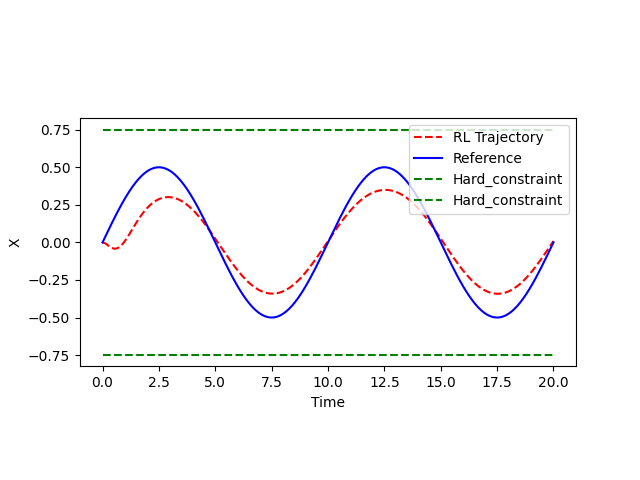 0.75
0.50
0.25
0.00
−0.25
−0.50
−0.75
X
RL Trajectory
Reference
Hard_constraint
Hard_constraint
0.0 2.5 5.0 7.5 10.0 12.5 15.0 17.5 20.0
Time